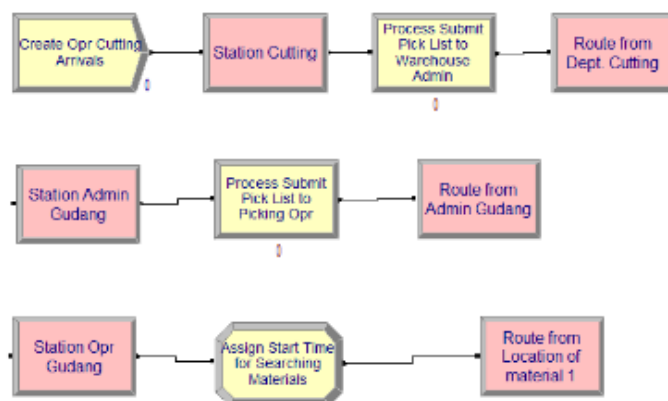 Create Opr Cutting
Arrivals
Station Cutting
Process Submit
Pick List to
Warehouse
Admin
Route from
Dept. Cutting
0
0
Station Admin
Gudang
Process Submit
Pick List to
Picking Opr
Route from
Admin Gudang
0
Station Opr
Gudang
Assign Start Time
for Searching
Materials
Route from
Location of
material 1